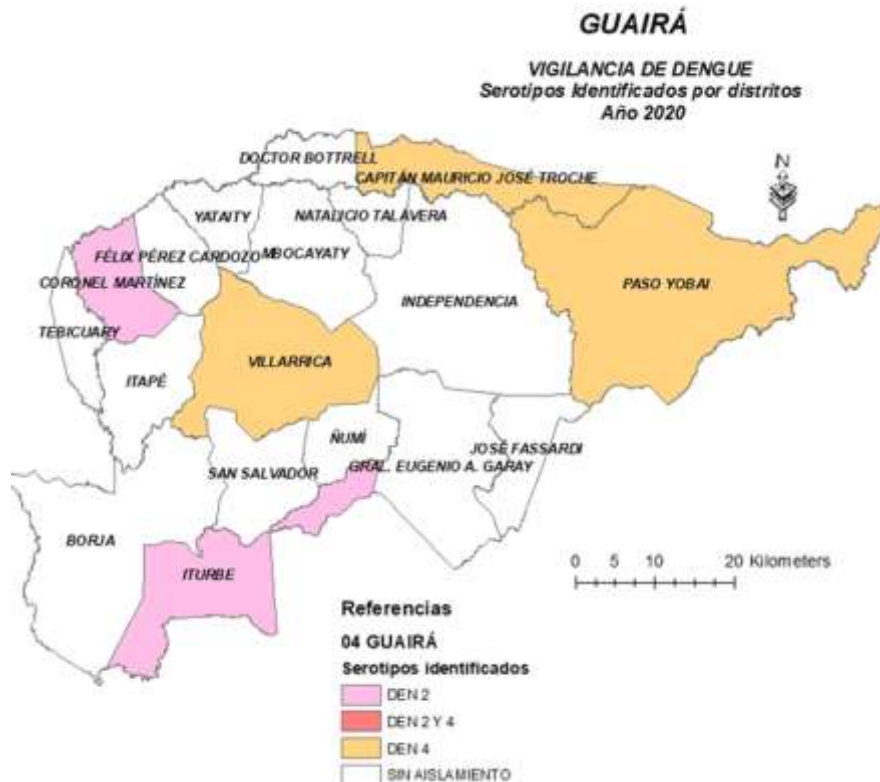 GUAIRÁ
VIGILANCIA DE DENGUE
Serotipos Identificados por distritos
Año 2020
N
DOCTOR BOTTRELL
CAPITÁN MAURICIO JOSÉ TROCHE
YATAITY
NATALICIO TALAVERA
FÉLIX PÉREZ CARDOZO
MBOCAYATY
CORONEL MARTÍNEZ
PASO YOBAI
INDEPENDENCIA
TEBICUARY
VILLARRICA
ITAPÉ
ÑUMÍ
JOSÉ FASSARDI
SAN SALVADOR
GRAL. EUGENIO A. GARAY
BORJA
ITURBE
0 5 10 20 Kilometers
Referencias
04 GUAIRÁ
Serotipos identificados
DEN 2
DEN 2 Y 4
DEN 4
SIN AISLAMIENTO